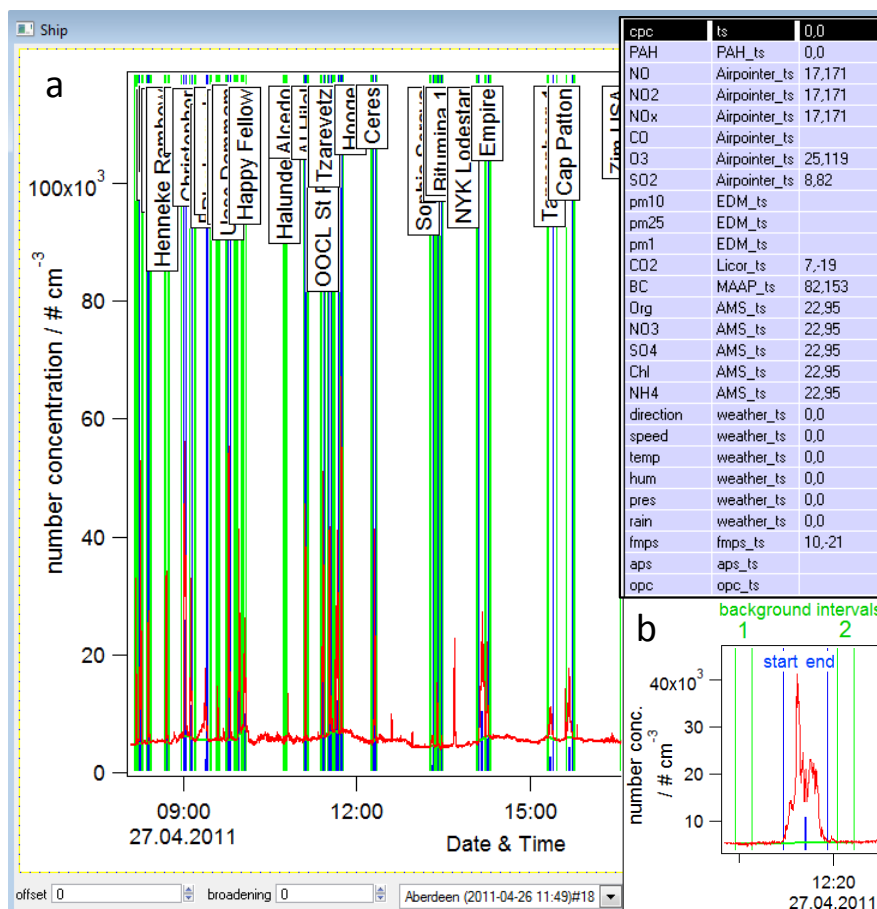 Ship
a
Henneke Rambow
Christopher
Happy Fellow
Halunder
Alcedo
OOCL St
Tzarevetz
Hooge
Ceres
Bitumina 1
NYK Lodestar
Empire
Cap Patton
Zim USA
100x10³
80
60
40
20
0
number concentration / # cm⁻³
09:00
12:00
15:00
27.04.2011
Date & Time
offset 0
broadening 0
Aberdeen (2011-04-26 11:49)#18
cpc ts 0,0
PAH PAH_ts 0,0
NO Airpointer_ts 17,171
NO2 Airpointer_ts 17,171
NOx Airpointer_ts 17,171
CO Airpointer_ts
O3 Airpointer_ts 25,119
SO2 Airpointer_ts 8,82
pm10 EDM_ts
pm25 EDM_ts
pm1 EDM_ts
CO2 Licor_ts 7,-19
BC MAAP_ts 82,153
Org AMS_ts 22,95
NO3 AMS_ts 22,95
SO4 AMS_ts 22,95
Chl AMS_ts 22,95
NH4 AMS_ts 22,95
direction weather_ts 0,0
speed weather_ts 0,0
temp weather_ts 0,0
hum weather_ts 0,0
pres weather_ts 0,0
rain weather_ts 0,0
fmps fmps_ts 10,-21
aps aps_ts
opc opc_ts
b
background intervals
1 2
start end
40x10³
30
20
10
number conc.
/ # cm⁻³
12:20
27.04.2011